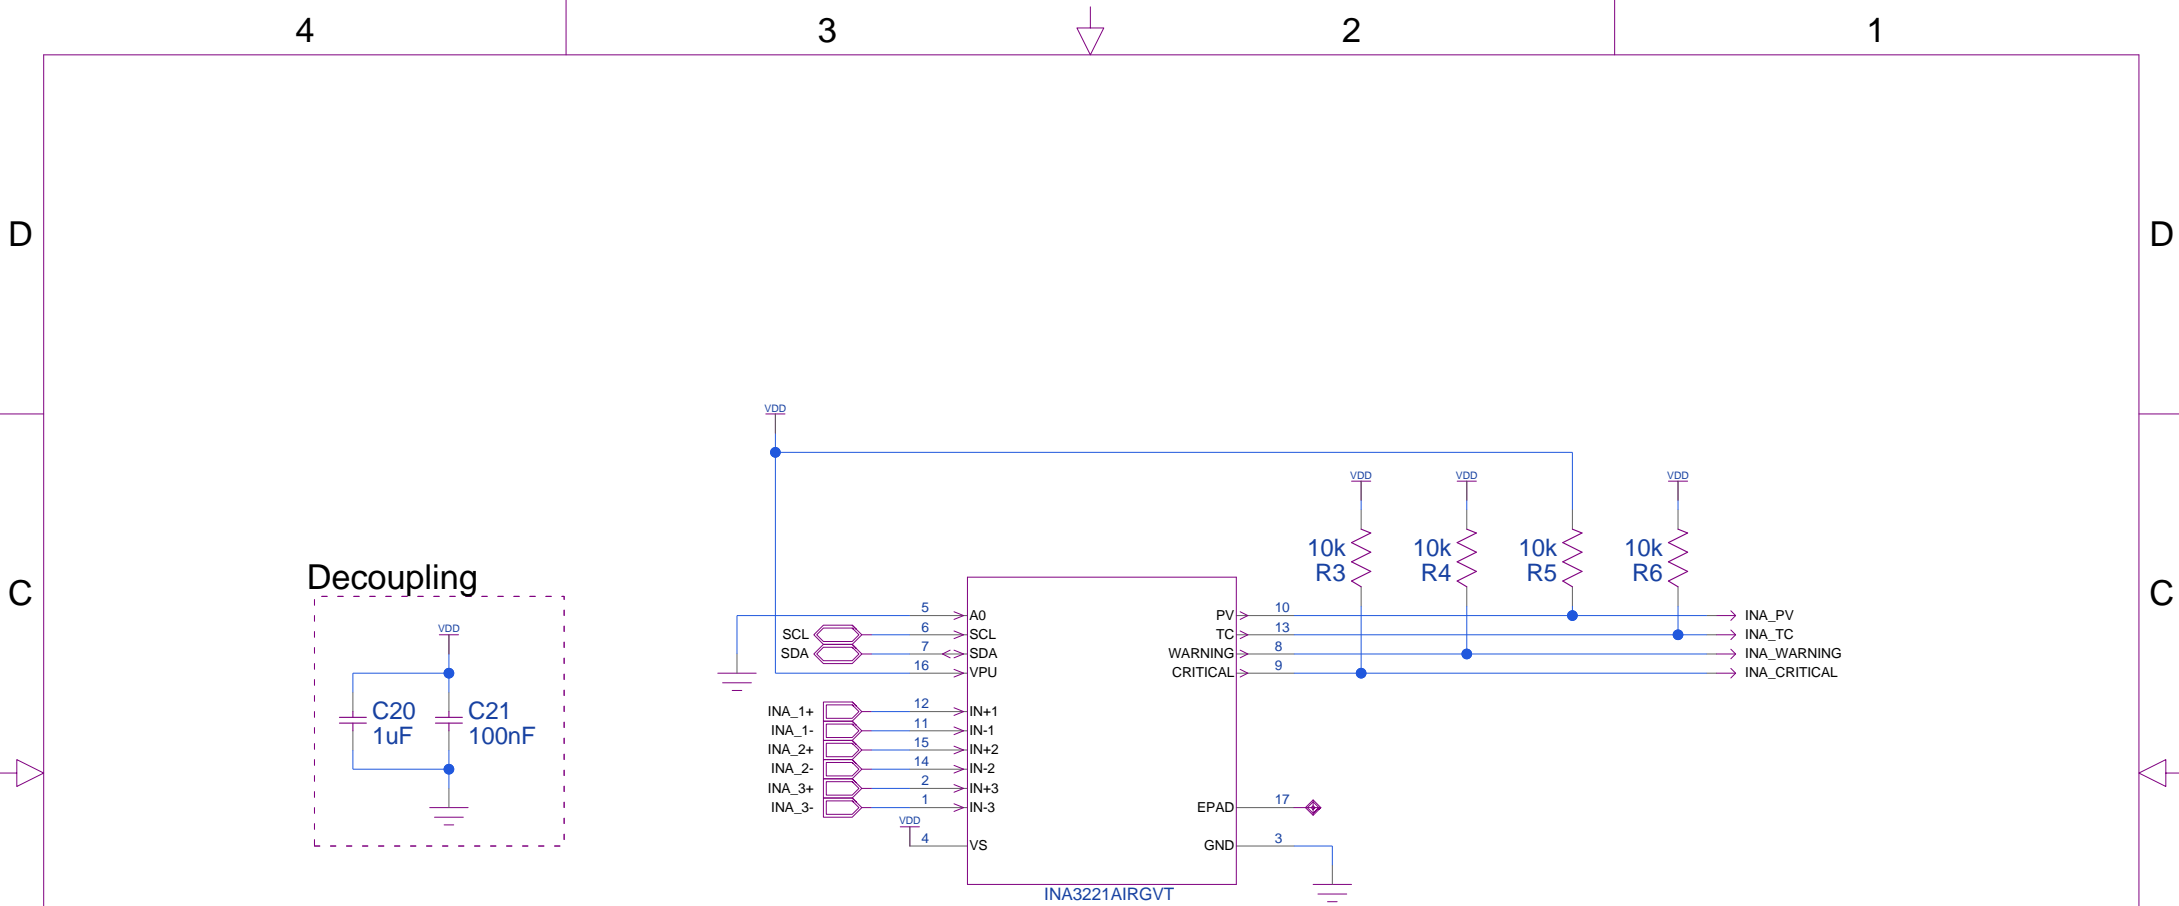 4 3 2 1
D D
VDD
VDD VDD VDD
10k 10k 10k 10k
R3 R4 R5 R6
C C
Decoupling
VDD
C20 C21
1uF 100nF
5 A0 PV 10 INA_PV
SCL 6 SCL TC 13 INA_TC
SDA 7 SDA WARNING 8 INA_WARNING
16 VPU CRITICAL 9 INA_CRITICAL
INA_1+ 12 IN+1
INA_1- 11 IN-1
INA_2+ 15 IN+2
INA_2- 14 IN-2
INA_3+ 2 IN+3
INA_3- 1 IN-3 EPAD 17
VDD
4 VS GND 3
INA3221AIRGVT